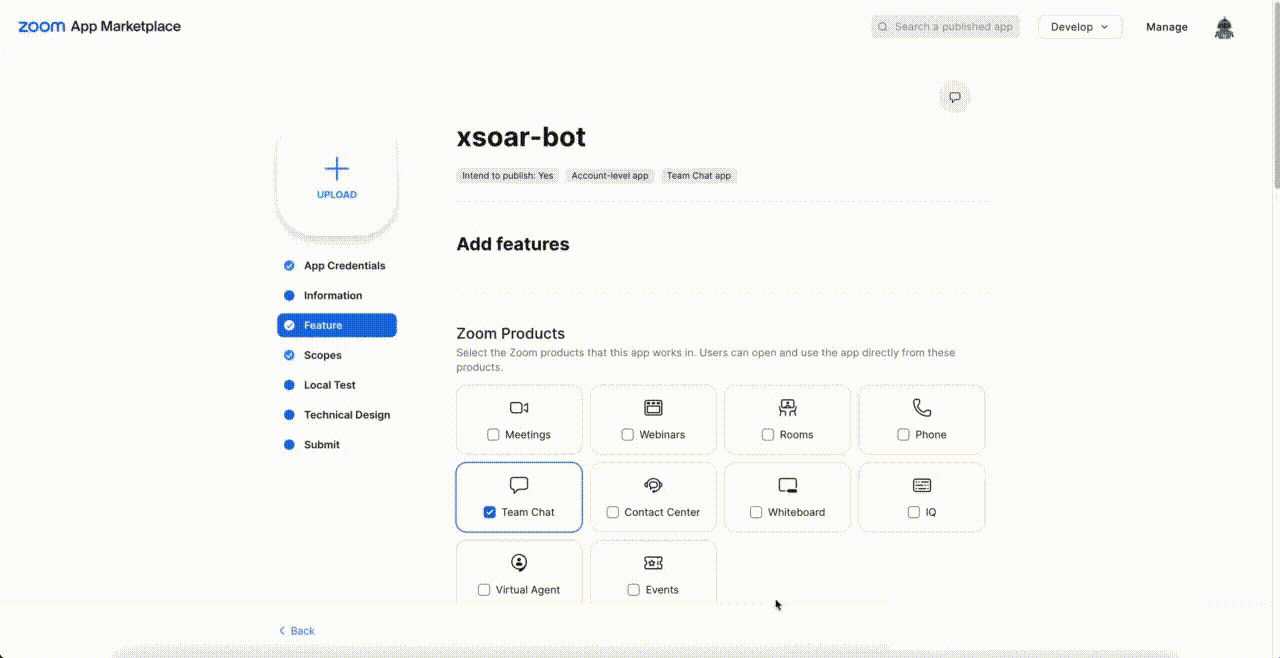 zoom App Marketplace
Search a published app
Develop
Manage
UPLOAD
xsoar-bot
Intend to publish: Yes
Account-level app
Team Chat app
Add features
App Credentials
Information
Feature
Scopes
Local Test
Technical Design
Submit
Zoom Products
Select the Zoom products that this app works in. Users can open and use the app directly from these
products.
Meetings
Webinars
Rooms
Phone
Team Chat
Contact Center
Whiteboard
IQ
Virtual Agent
Events
Back